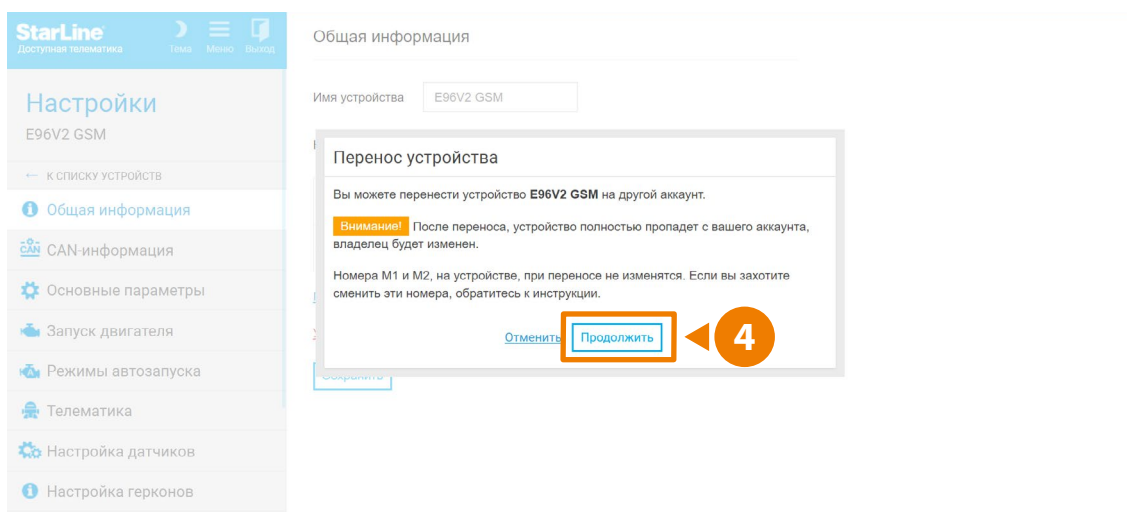 StarLine
Доступная телематика
Тема Меню Выход
Настройки
E96V2 GSM
← К СПИСКУ УСТРОЙСТВ
Общая информация
CAN
CAN-информация
Основные параметры
Запуск двигателя
Режимы автозапуска
Телематика
Настройка датчиков
Настройка герконов
Общая информация
Имя устройства E96V2 GSM
Перенос устройства
Вы можете перенести устройство E96V2 GSM на другой аккаунт.
Внимание! После переноса, устройство полностью пропадет с вашего аккаунта,
владелец будет изменен.
Номера M1 и M2, на устройстве, при переносе не изменятся. Если вы захотите
сменить эти номера, обратитесь к инструкции.
Отменить Продолжить
4
Сохранить